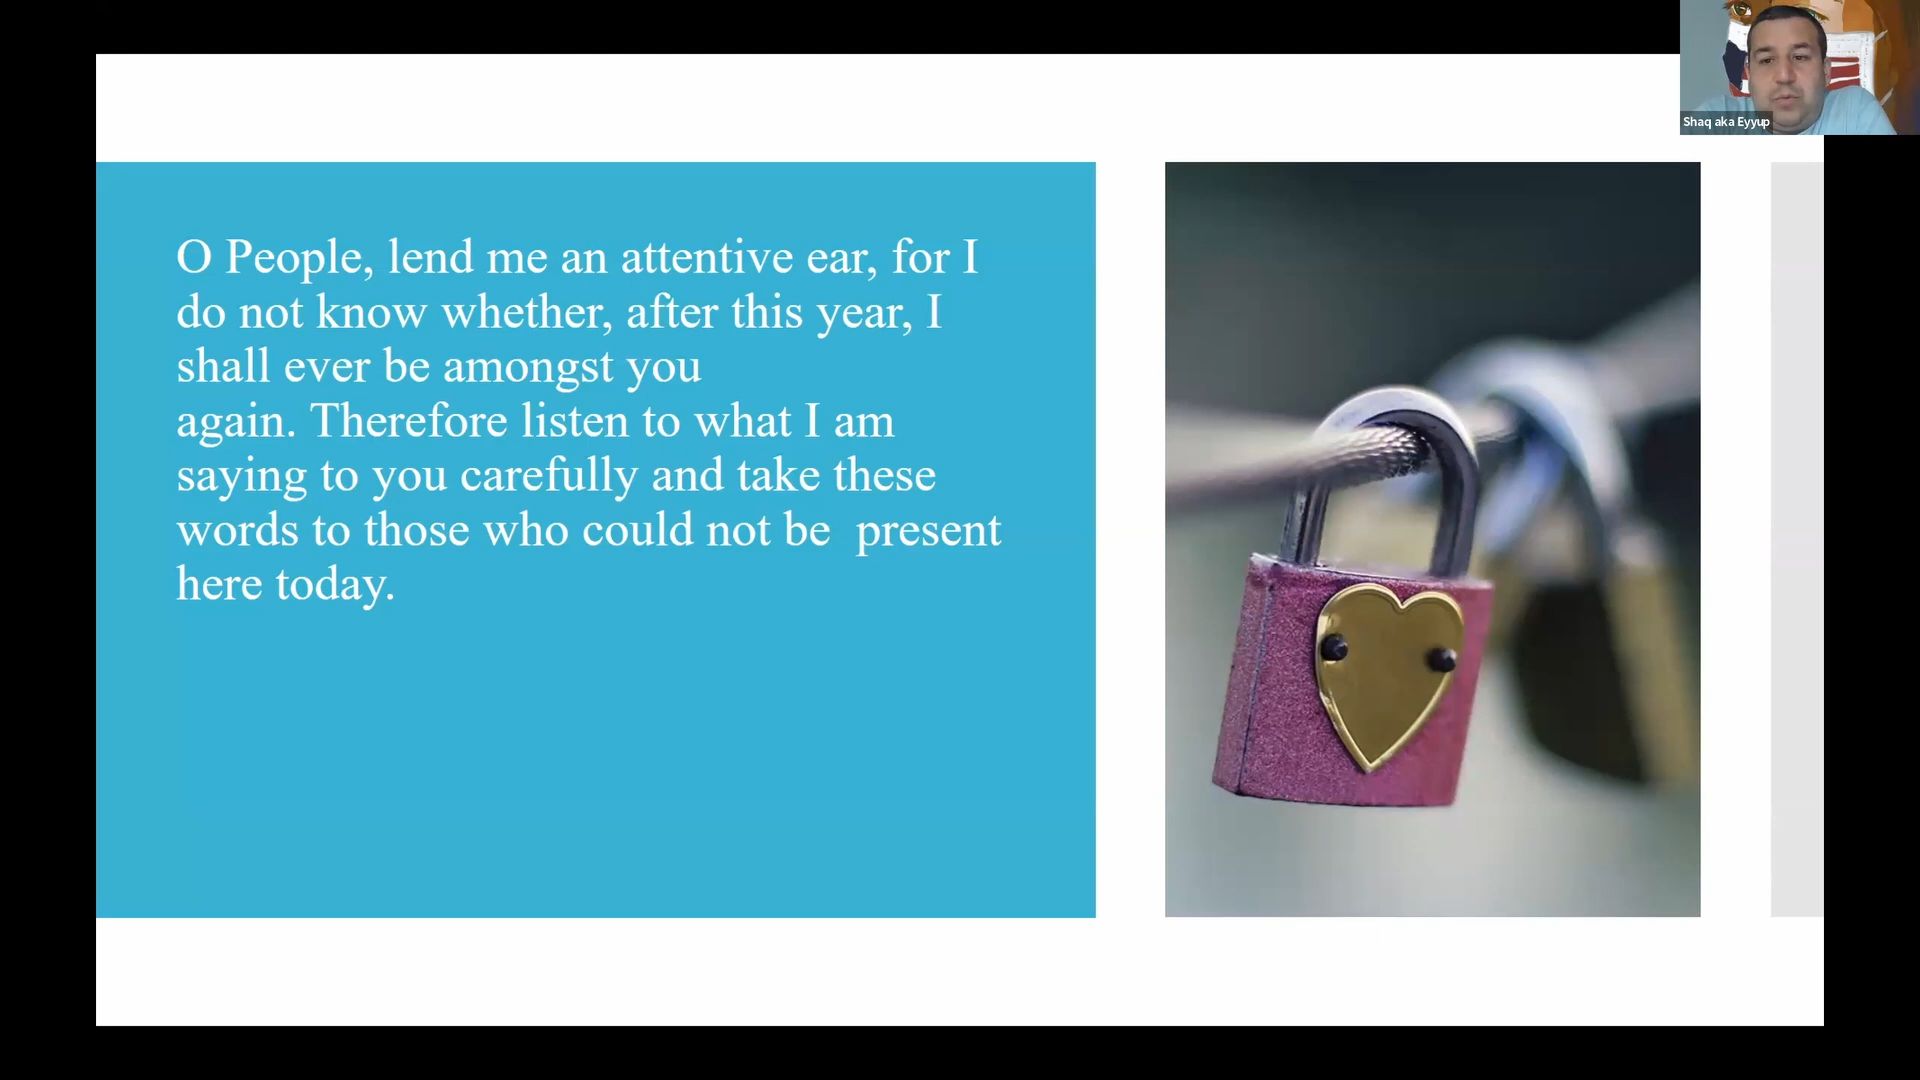 Shaq aka Eyyup
O People, lend me an attentive ear, for I
do not know whether, after this year, I
shall ever be amongst you
again. Therefore listen to what I am
saying to you carefully and take these
words to those who could not be  present
here today.